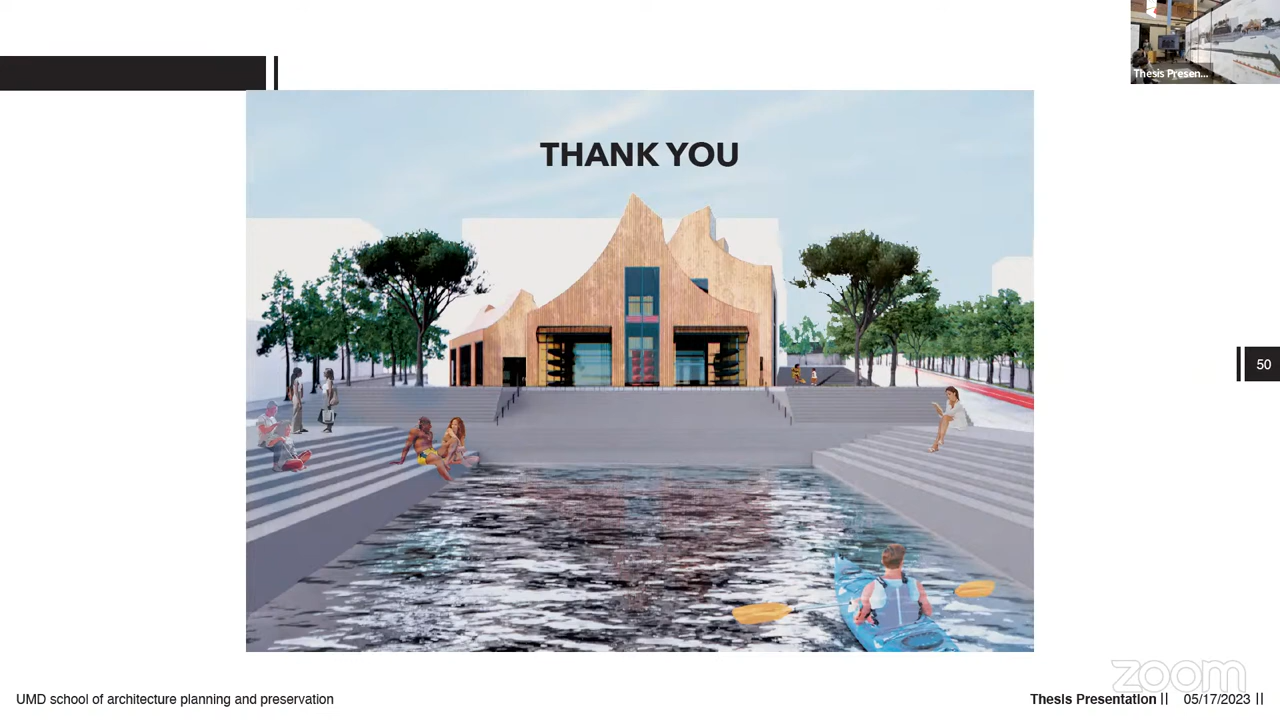 Thesis Presen...
THANK YOU
50
zoom
UMD school of architecture planning and preservation
Thesis Presentation || 05/17/2023 ||